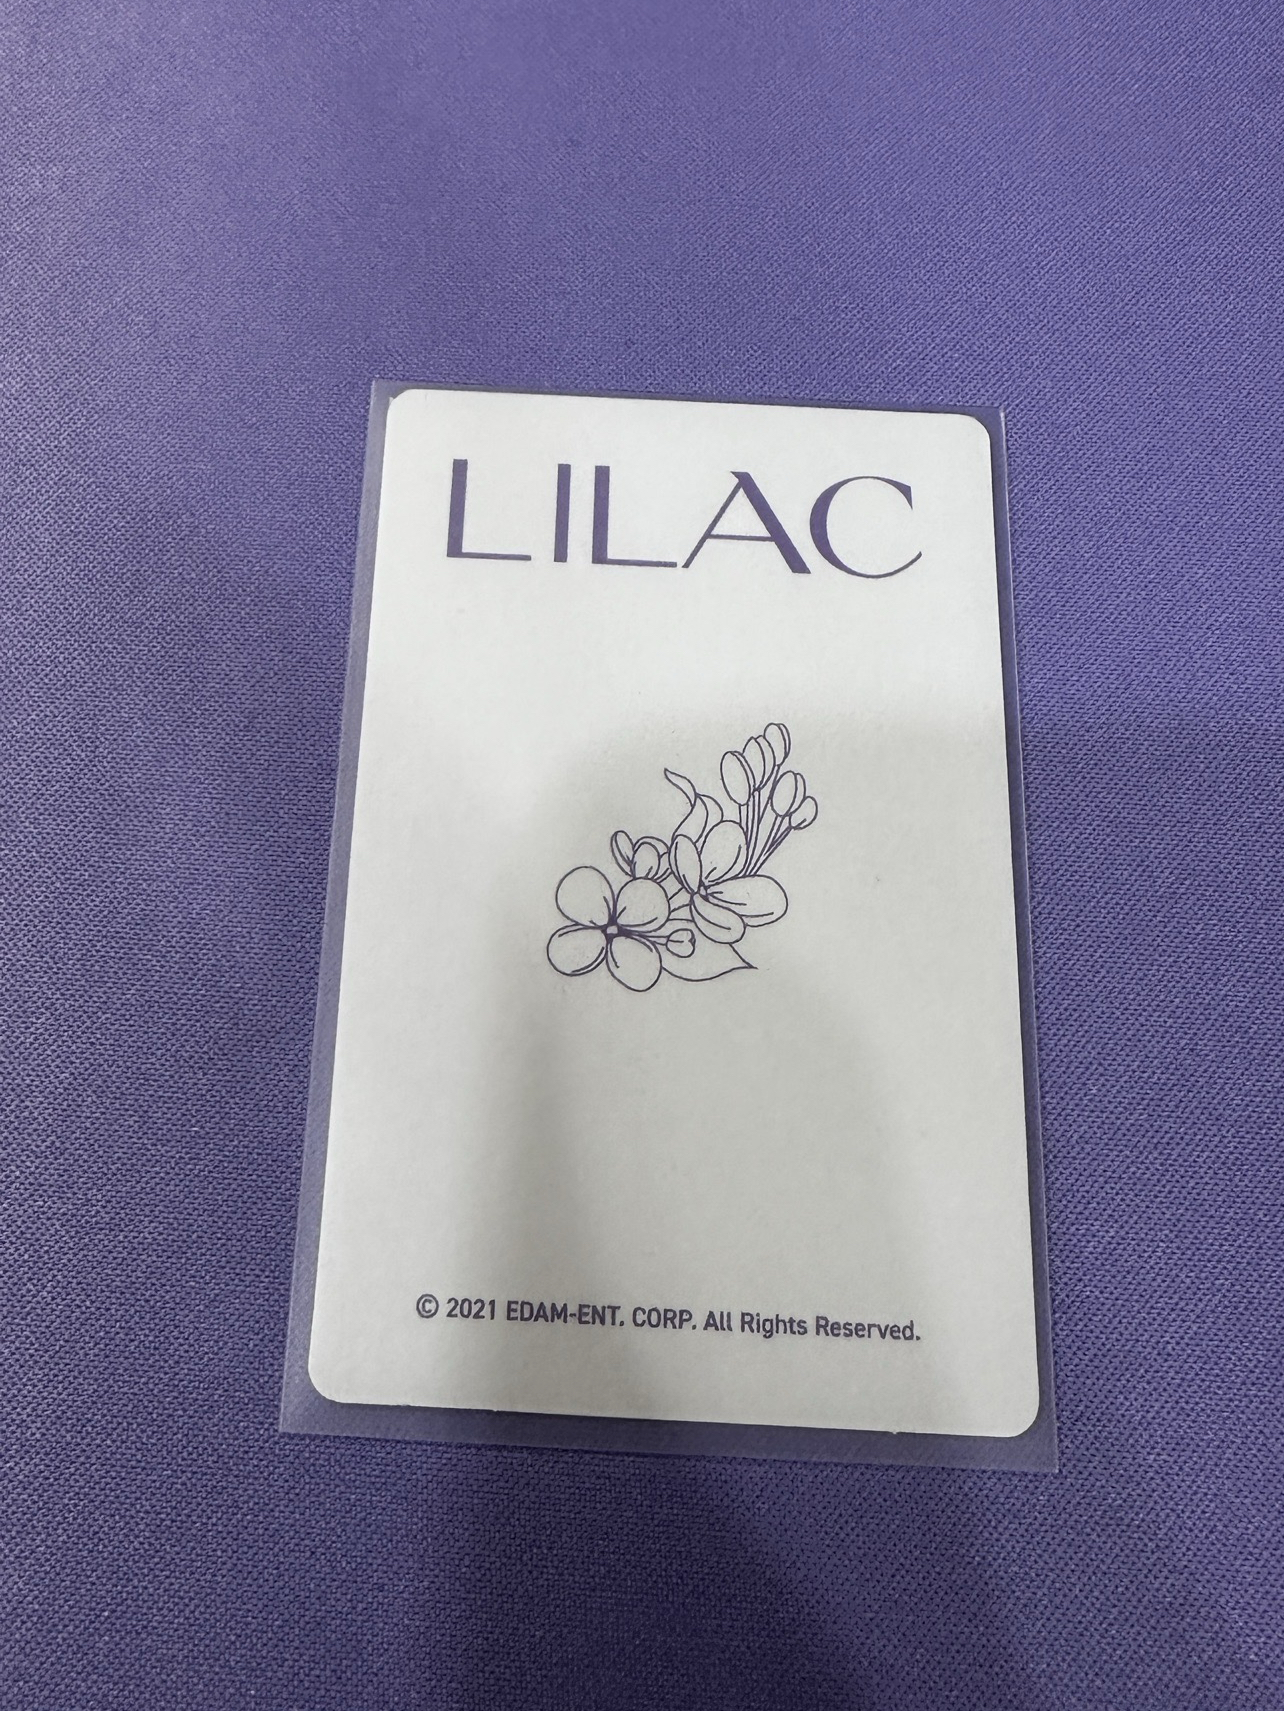 LILAC
© 2021 EDAM-ENT. CORP. All Rights Reserved.